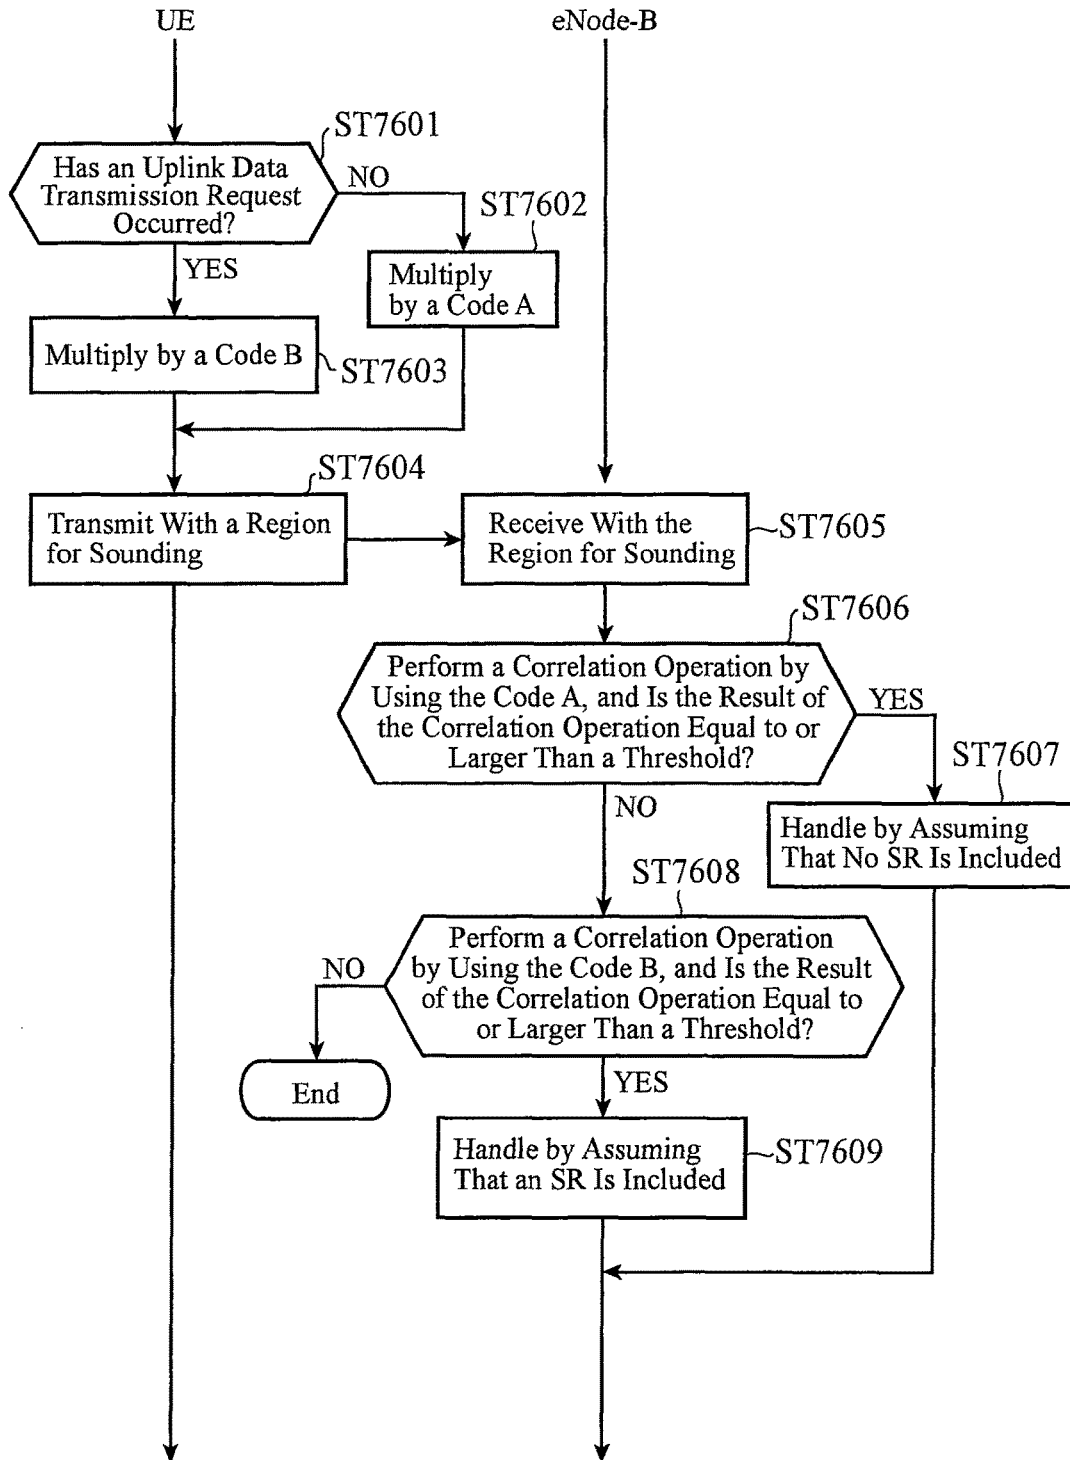 UE
eNode-B
ST7601
Has an Uplink Data
Transmission Request
Occurred?
NO
ST7602
YES
Multiply
by a Code A
Multiply by a Code B
ST7603
ST7604
Transmit With a Region
for Sounding
Receive With the
Region for Sounding
ST7605
ST7606
Perform a Correlation Operation by
Using the Code A, and Is the Result of
the Correlation Operation Equal to or
Larger Than a Threshold?
YES
ST7607
NO
Handle by Assuming
That No SR Is Included
ST7608
Perform a Correlation Operation
by Using the Code B, and Is the Result
of the Correlation Operation Equal to
or Larger Than a Threshold?
NO
End
YES
Handle by Assuming
That an SR Is Included
ST7609